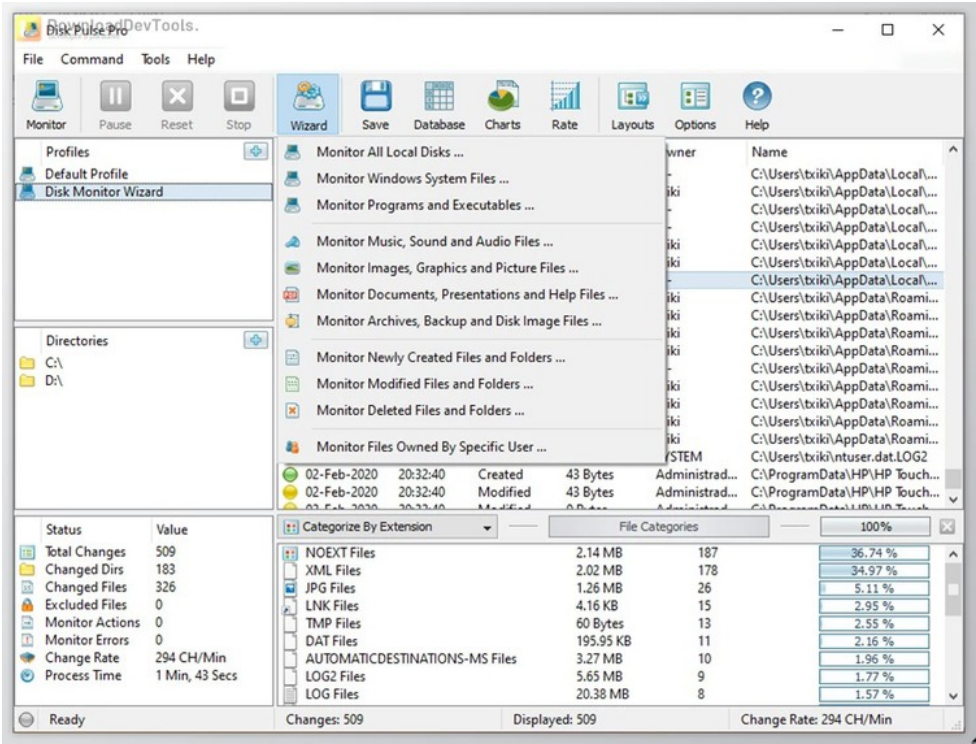 DownloadDevTools.
Disk Pulse Pro
File Command Tools Help
Monitor Pause Reset Stop Wizard Save Database Charts Rate Layouts Options Help
Profiles
Default Profile
Disk Monitor Wizard
Directories
C:\
D:\
Monitor All Local Disks ...
Monitor Windows System Files ...
Monitor Programs and Executables ...
Monitor Music, Sound and Audio Files ...
Monitor Images, Graphics and Picture Files ...
Monitor Documents, Presentations and Help Files ...
Monitor Archives, Backup and Disk Image Files ...
Monitor Newly Created Files and Folders ...
Monitor Modified Files and Folders ...
Monitor Deleted Files and Folders ...
Monitor Files Owned By Specific User ...
wner Name
C:\Users\txiki\AppData\Local\...
iki C:\Users\txiki\AppData\Local\...
C:\Users\txiki\AppData\Local\...
C:\Users\txiki\AppData\Local\...
iki C:\Users\txiki\AppData\Local\...
iki C:\Users\txiki\AppData\Local\...
C:\Users\txiki\AppData\Local\...
iki C:\Users\txiki\AppData\Roami...
iki C:\Users\txiki\AppData\Roami...
iki C:\Users\txiki\AppData\Roami...
iki C:\Users\txiki\AppData\Roami...
C:\Users\txiki\AppData\Roami...
iki C:\Users\txiki\AppData\Roami...
iki C:\Users\txiki\AppData\Roami...
iki C:\Users\txiki\AppData\Roami...
iki C:\Users\txiki\AppData\Roami...
YSTEM C:\Users\txiki\ntuser.dat.LOG2
02-Feb-2020 20:32:40 Created 43 Bytes Administrad... C:\ProgramData\HP\HP Touch...
02-Feb-2020 20:32:40 Modified 43 Bytes Administrad... C:\ProgramData\HP\HP Touch...
Status Value
Total Changes 509
Changed Dirs 183
Changed Files 326
Excluded Files 0
Monitor Actions 0
Monitor Errors 0
Change Rate 294 CH/Min
Process Time 1 Min, 43 Secs
Categorize By Extension File Categories 100%
NOEXT Files 2.14 MB 187 36.74 %
XML Files 2.02 MB 178 34.97 %
JPG Files 1.26 MB 26 5.11 %
LNK Files 4.16 KB 15 2.95 %
TMP Files 60 Bytes 13 2.55 %
DAT Files 195.95 KB 11 2.16 %
AUTOMATICDESTINATIONS-MS Files 3.27 MB 10 1.96 %
LOG2 Files 5.65 MB 9 1.77 %
LOG Files 20.38 MB 8 1.57 %
Ready Changes: 509 Displayed: 509 Change Rate: 294 CH/Min